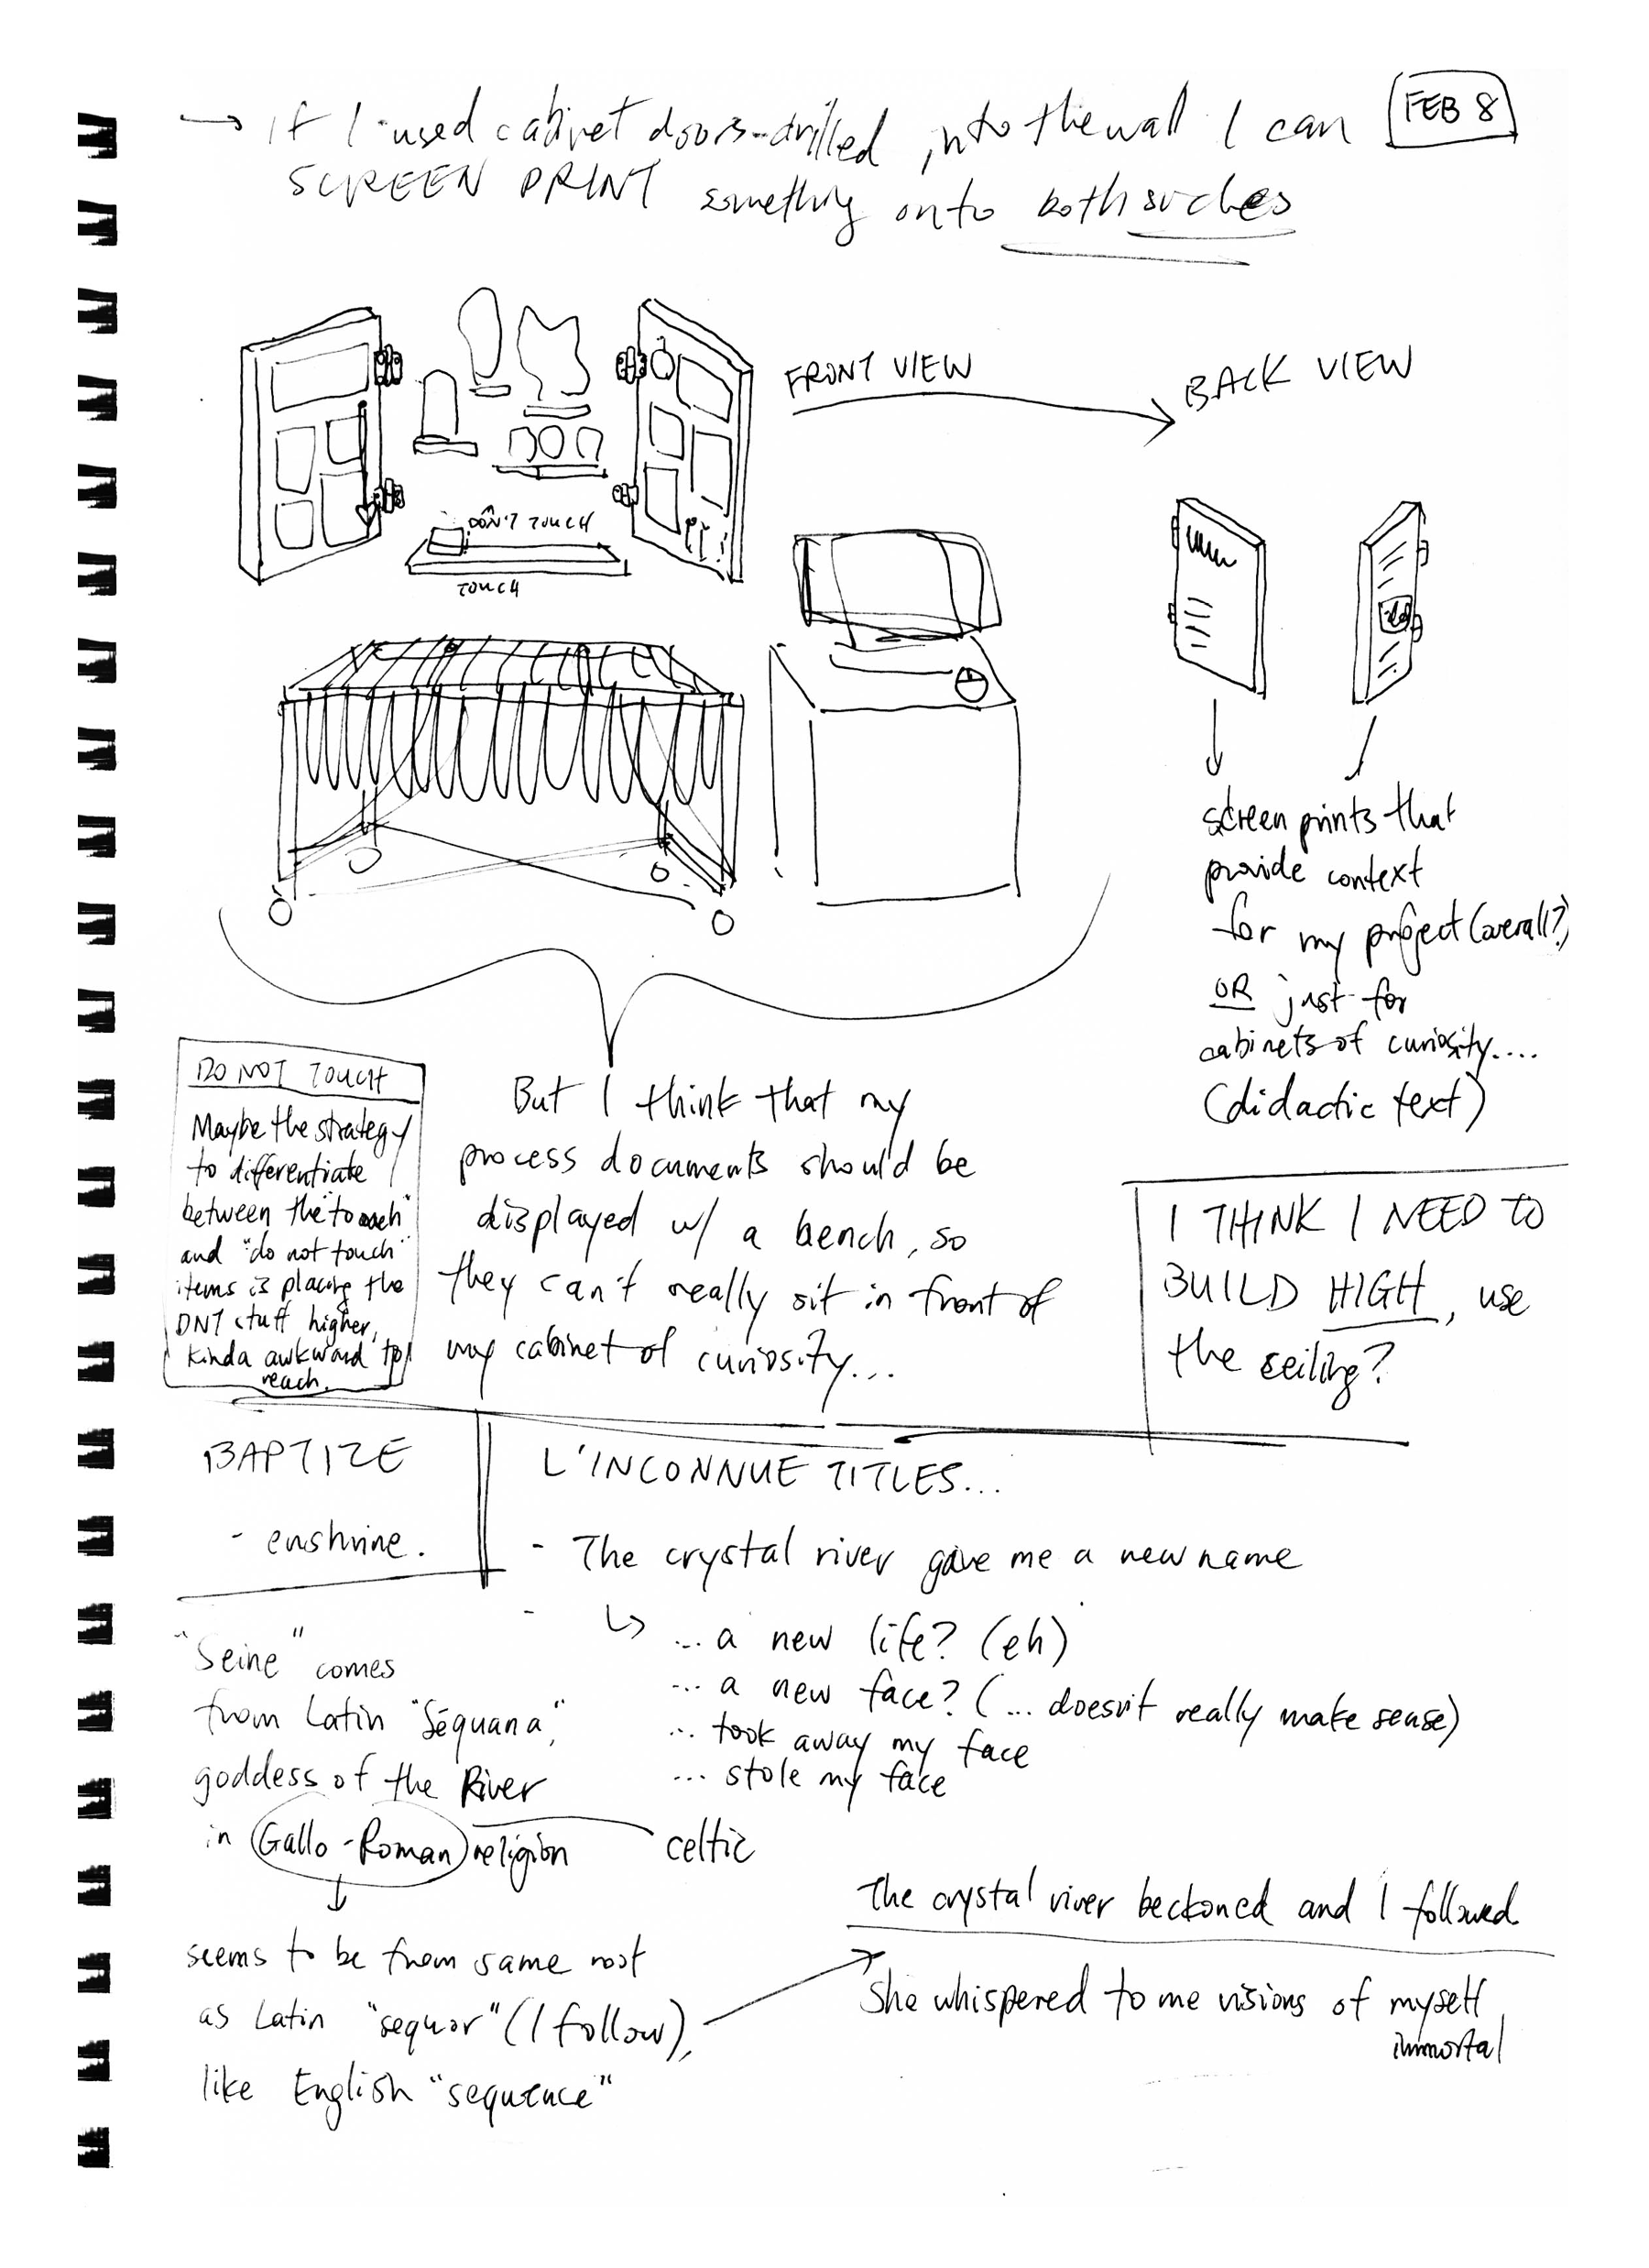 → if I used cabinet doors - drilled into the wall I can
FEB 8
SCREEN PRINT something onto both sides
FRONT VIEW
BACK VIEW
DON'T TOUCH
TOUCH
screen prints that
provide context
for my project (overall?)
OR just for
cabinets of curiosity....
(didactic text)
DO NOT TOUCH
Maybe the strategy
to differentiate
between the "touch"
and "do not touch"
items is placing the
DNT stuff higher,
kinda awkward to
reach.
But I think that my
process documents should be
displayed w/ a bench, so
they can't really sit in front of
my cabinet of curiosity...
I THINK I NEED TO
BUILD HIGH, use
the ceiling?
BAPTIZE
- enshrine.
L'INCONNUE TITLES...
- The crystal river gave me a new name
↳ ... a new life? (eh)
... a new face? (... doesn't really make sense)
... took away my face
... stole my face
"Seine" comes
from Latin "Sēquana,"
goddess of the River
in Gallo-Roman religion
celtic
seems to be from same root
as Latin "sequor" (I follow),
like English "sequence"
The crystal river beckoned and I followed
She whispered to me visions of myself
immortal